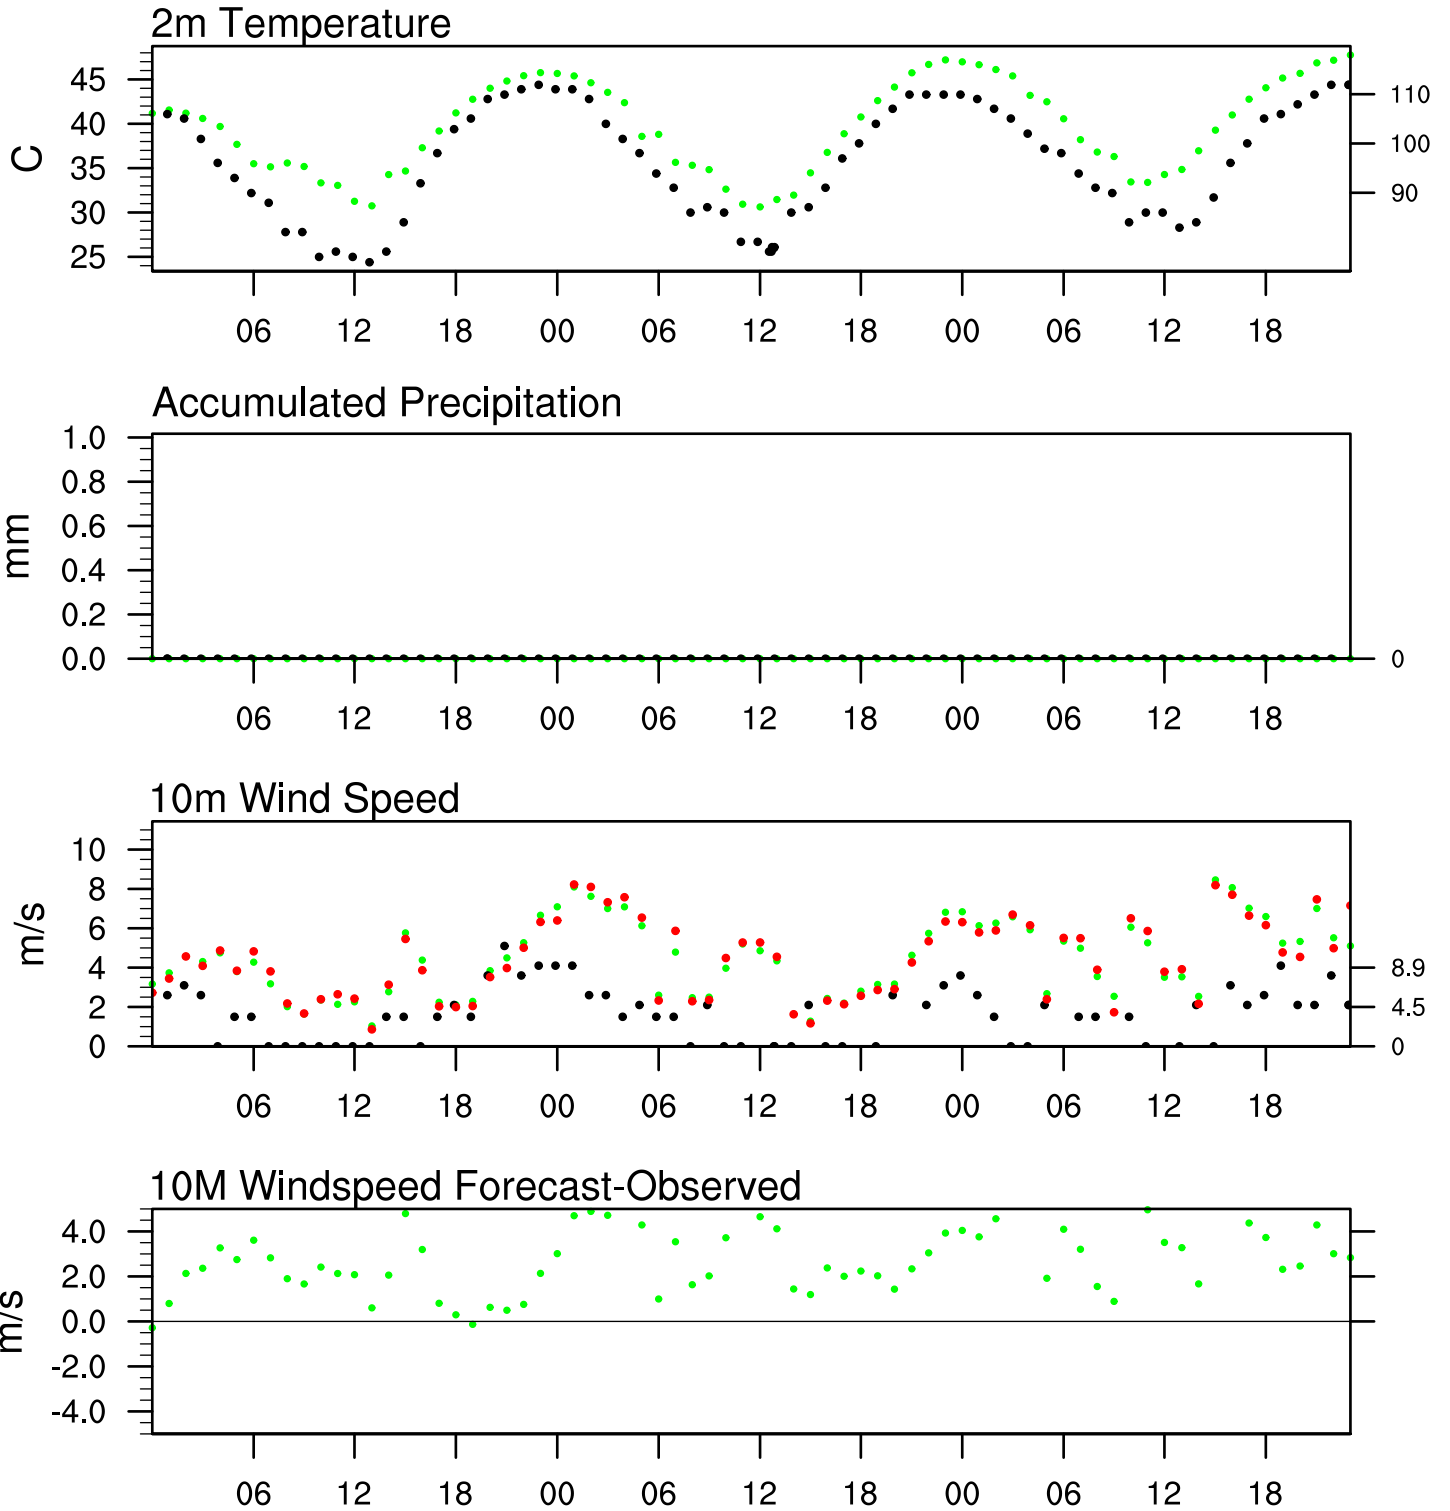 2m Temperature
45
40
35
30
25
C
110
100
90
06 12 18 00 06 12 18 00 06 12 18
Accumulated Precipitation
1.0
0.8
0.6
0.4
0.2
0.0
mm
0
06 12 18 00 06 12 18 00 06 12 18
10m Wind Speed
10
8
6
4
2
0
m/s
8.9
4.5
0
06 12 18 00 06 12 18 00 06 12 18
10M Windspeed Forecast-Observed
4.0
2.0
0.0
-2.0
-4.0
m/s
06 12 18 00 06 12 18 00 06 12 18